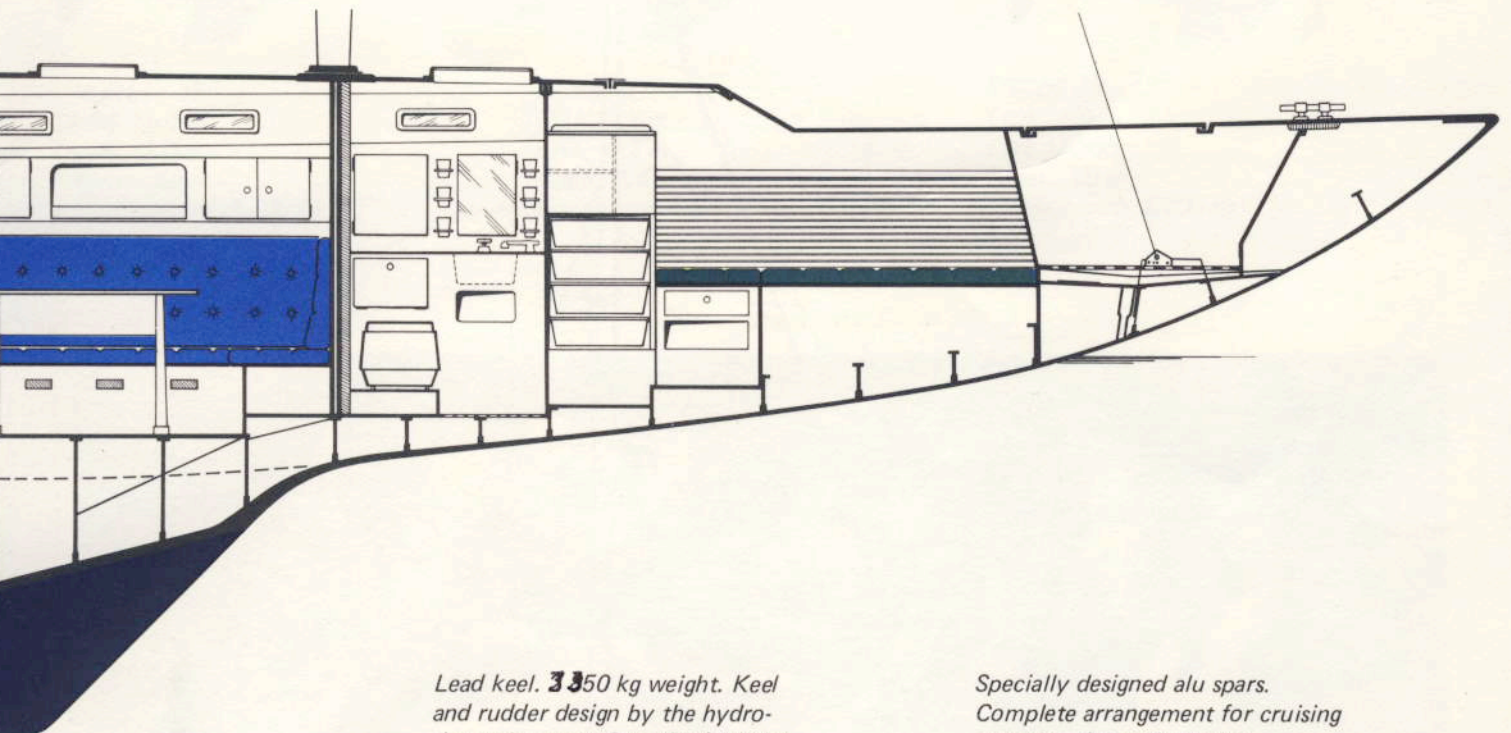 Lead keel. 3350 kg weight. Keel
and rudder design by the hydro-
Specially designed alu spars.
Complete arrangement for cruising